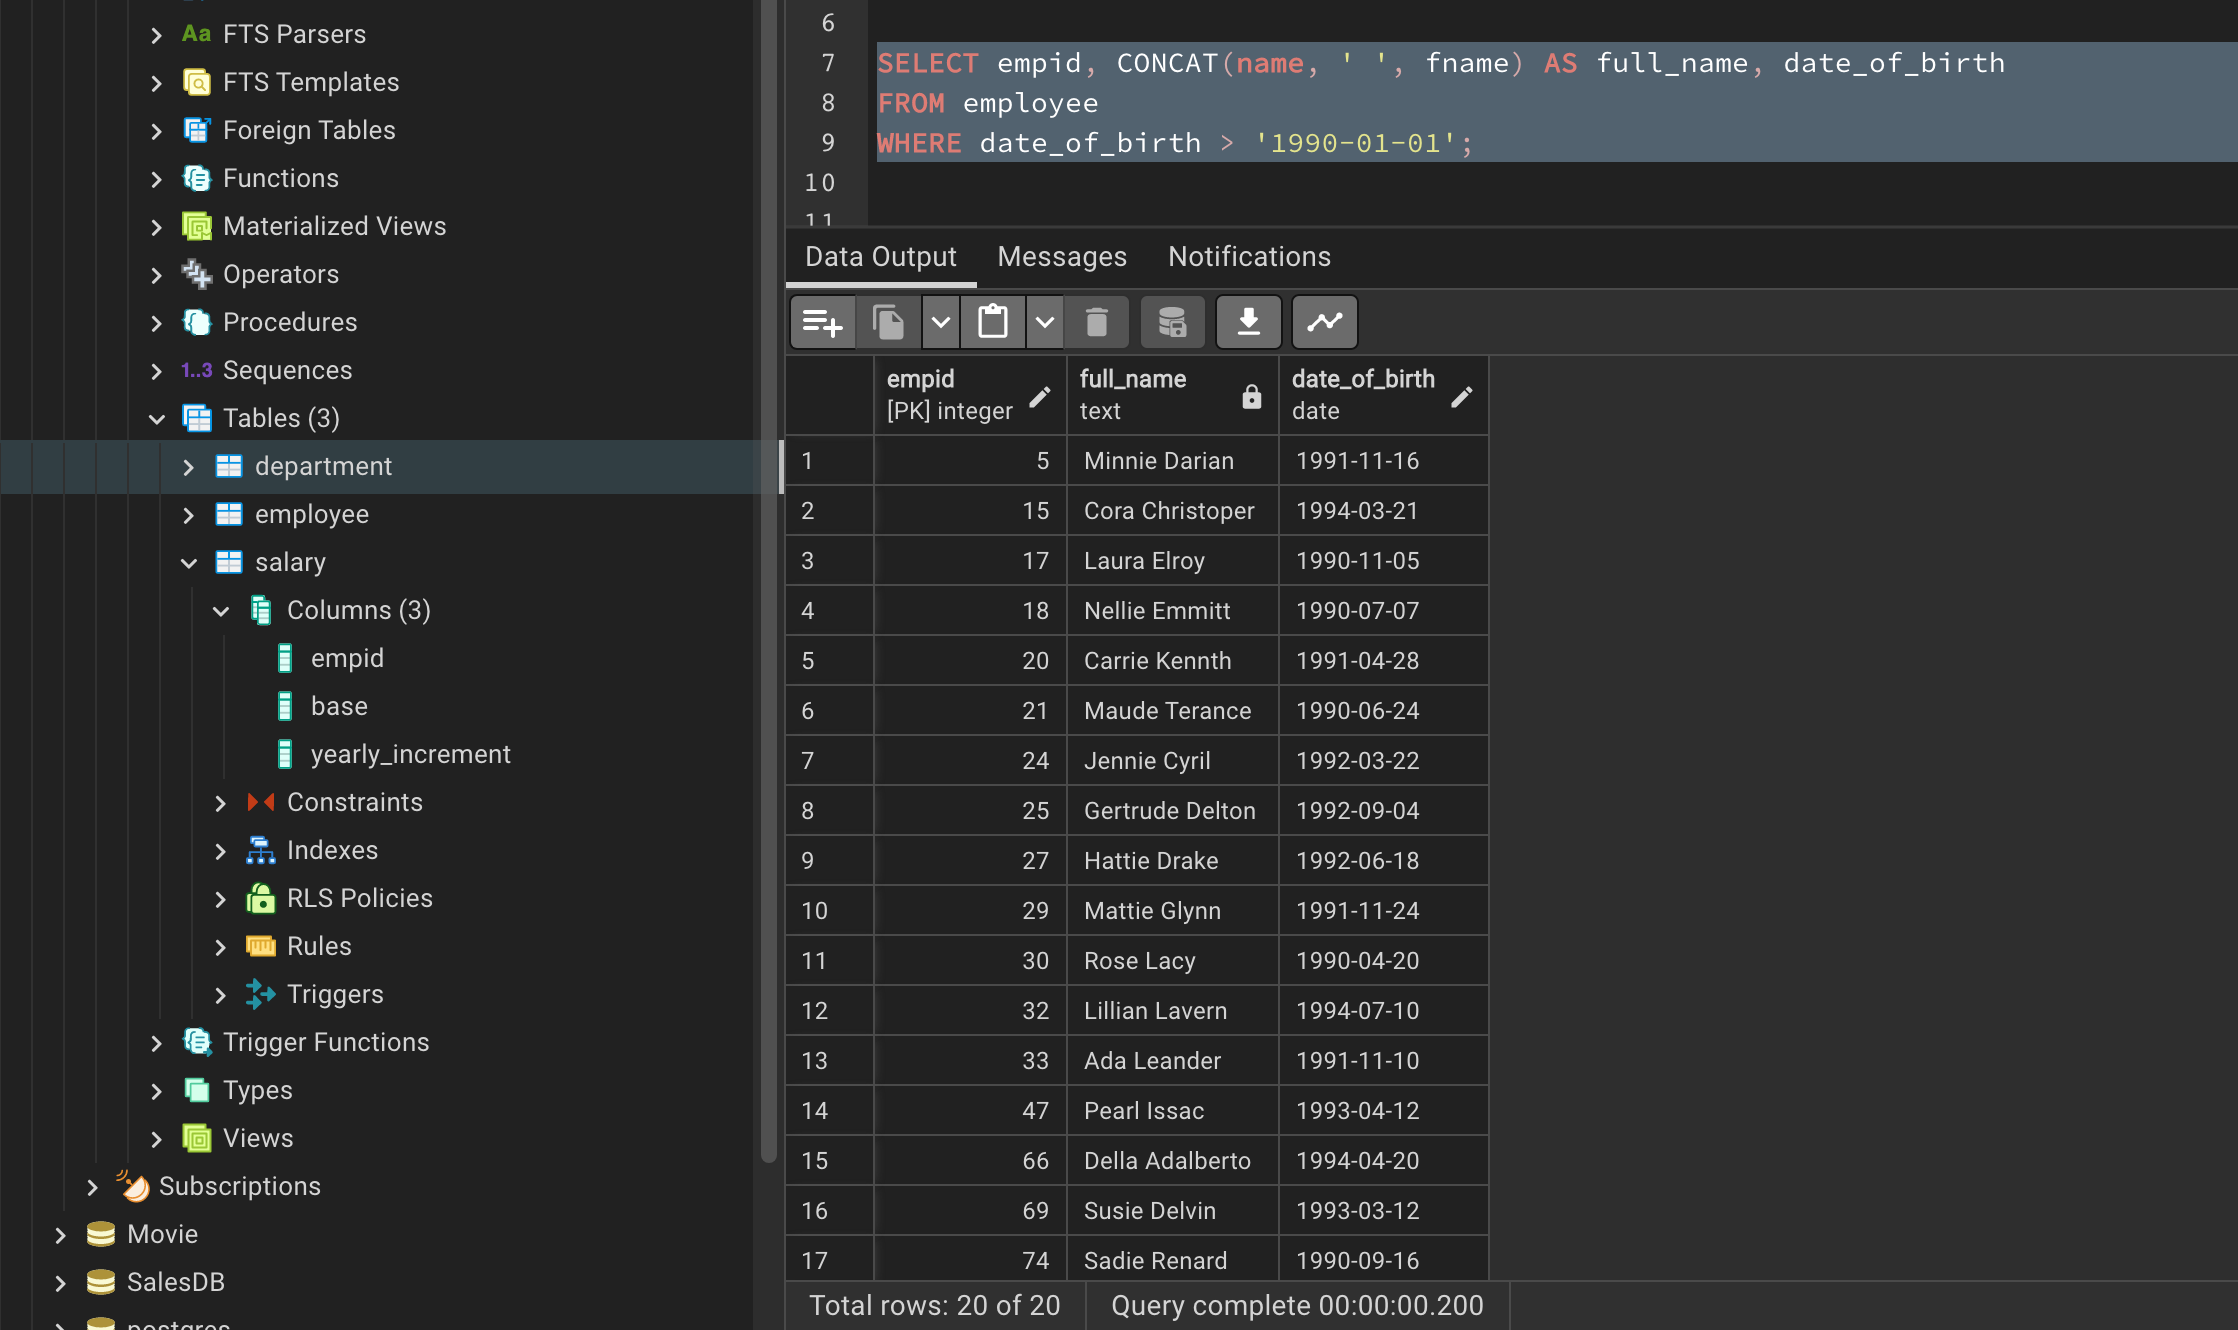 FTS Parsers
FTS Templates
Foreign Tables
Functions
Materialized Views
Operators
Procedures
1..3 Sequences
Tables (3)
department
employee
salary
Columns (3)
empid
base
yearly_increment
Constraints
Indexes
RLS Policies
Rules
Triggers
Trigger Functions
Types
Views
Subscriptions
Movie
SalesDB
postgres
6
7 SELECT empid, CONCAT(name, ' ', fname) AS full_name, date_of_birth
8 FROM employee
9 WHERE date_of_birth > '1990-01-01';
10
11
Data Output Messages Notifications
empid full_name date_of_birth
[PK] integer text date
1 5 Minnie Darian 1991-11-16
2 15 Cora Christoper 1994-03-21
3 17 Laura Elroy 1990-11-05
4 18 Nellie Emmitt 1990-07-07
5 20 Carrie Kennth 1991-04-28
6 21 Maude Terance 1990-06-24
7 24 Jennie Cyril 1992-03-22
8 25 Gertrude Delton 1992-09-04
9 27 Hattie Drake 1992-06-18
10 29 Mattie Glynn 1991-11-24
11 30 Rose Lacy 1990-04-20
12 32 Lillian Lavern 1994-07-10
13 33 Ada Leander 1991-11-10
14 47 Pearl Issac 1993-04-12
15 66 Della Adalberto 1994-04-20
16 69 Susie Delvin 1993-03-12
17 74 Sadie Renard 1990-09-16
Total rows: 20 of 20 Query complete 00:00:00.200